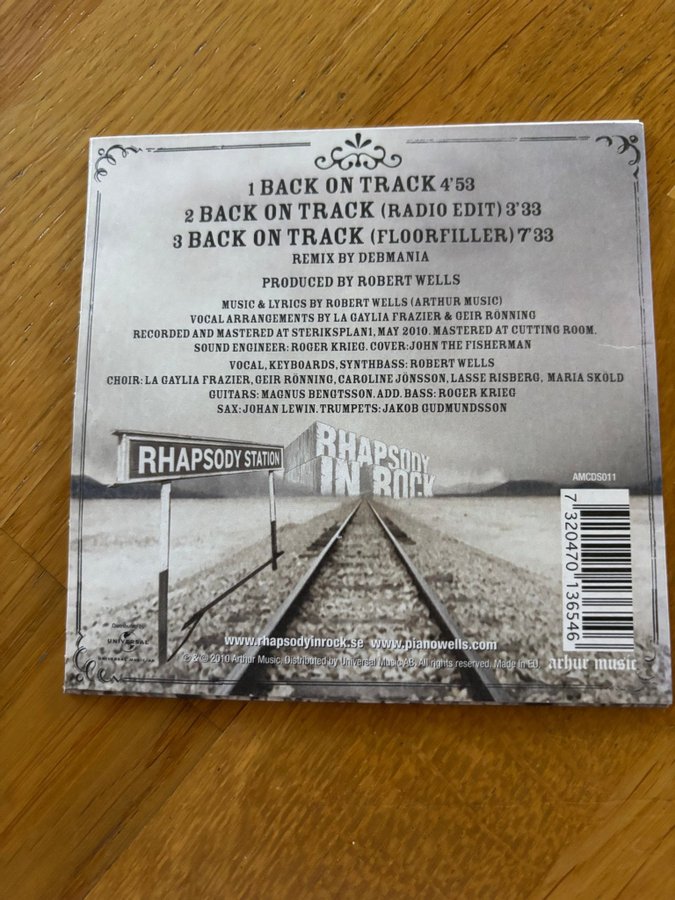 1 BACK ON TRACK 4'53
2 BACK ON TRACK (RADIO EDIT) 3'33
3 BACK ON TRACK (FLOORFILLER) 7'33
REMIX BY DEBMANIA
PRODUCED BY ROBERT WELLS
MUSIC & LYRICS BY ROBERT WELLS (ARTHUR MUSIC)
VOCAL ARRANGEMENTS BY LA GAYLIA FRAZIER & GEIR RÖNNING
RECORDED AND MASTERED AT STERIKSPLAN1, MAY 2010. MASTERED AT CUTTING ROOM.
SOUND ENGINEER: ROGER KRIEG. COVER: JOHN THE FISHERMAN
VOCAL, KEYBOARDS, SYNTHBASS: ROBERT WELLS
CHOIR: LA GAYLIA FRAZIER, GEIR RÖNNING, CAROLINE JÖNSSON, LASSE RISBERG, MARIA SKÖLD
GUITARS: MAGNUS BENGTSSON. ADD. BASS: ROGER KRIEG
SAX: JOHAN LEWIN. TRUMPETS: JAKOB GUDMUNDSSON
RHAPSODY STATION
RHAPSODY
IN ROCK
AMCDS011
7 320470 136546
Distributed by
UNIVERSAL
www.rhapsodyinrock.se www.pianowells.com
arhur music
2010 Arthur Music. Distributed by Universal Music AB. All rights reserved. Made in EU.